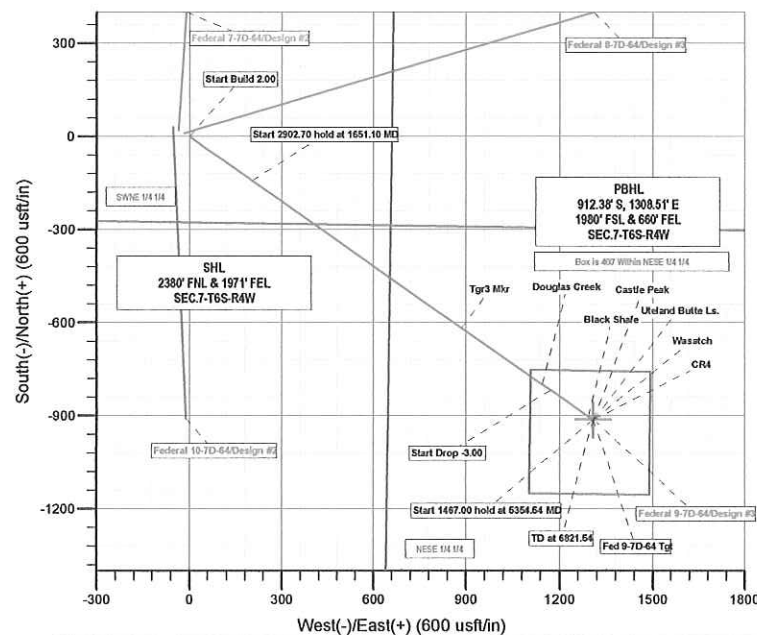 400
300
0
-300
-600
-900
-1200
South(-)/North(+) (600 usft/in)
Federal 7-7D-64/Design #2
Federal 8-7D-64/Design #3
Start Build 2.00
Start 2902.70 hold at 1651.10 MD
SWNE 1/4 1/4
PBHL
912.38' S, 1308.51' E
1980' FSL & 660' FEL
SEC.7-T6S-R4W
Box is 400' Within NESE 1/4 1/4
SHL
2380' FNL & 1971' FEL
SEC.7-T6S-R4W
Tgr3 Mkr
Douglas Creek
Castle Peak
Black Shale
Uteland Butte Ls.
Wasatch
CR4
Federal 10-7D-64/Design #2
Start Drop -3.00
Start 1467.00 hold at 5354.54 MD
Federal 9-7D-64/Design #3
TD at 6821.54
Fed 9-7D-64 Tgt
NESE 1/4 1/4
-300
0
300
600
900
1200
1500
1800
West(-)/East(+) (600 usft/in)